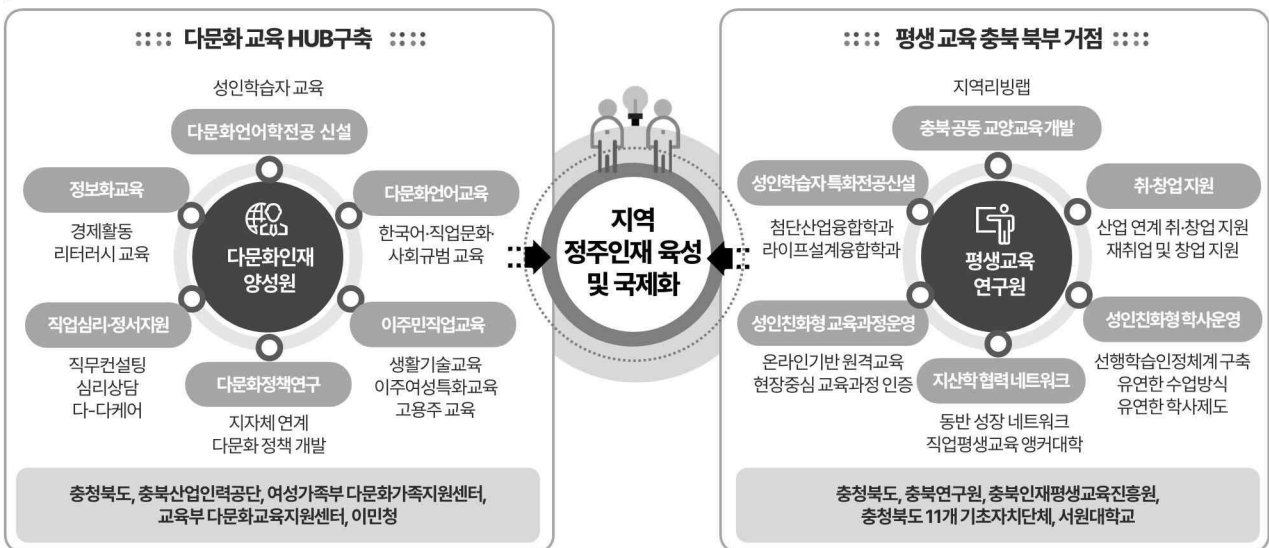 다문화 교육 HUB구축
성인학습자 교육
다문화언어학전공 신설
정보화교육
경제활동
리터러시 교육
다문화언어교육
한국어·직업문화·
사회규범 교육
다문화인재
양성원
직업심리·정서지원
직무컨설팅
심리상담
다-다케어
이주민직업교육
생활기술교육
이주여성특화교육
고용주 교육
다문화정책연구
지자체 연계
다문화 정책 개발
충청북도, 충북산업인력공단, 여성가족부 다문화가족지원센터,
교육부 다문화교육지원센터, 이민청
지역
정주인재 육성
및 국제화
평생 교육 충북 북부 거점
지역리빙랩
충북 공동 교양교육 개발
성인학습자 특화전공신설
첨단산업융합학과
라이프설계융합학과
취·창업 지원
산업 연계 취·창업 지원
재취업 및 창업 지원
평생교육
연구원
성인친화형 교육과정운영
온라인기반 원격교육
현장중심 교육과정 인증
성인친화형 학사운영
선행학습인정체계 구축
유연한 수업방식
유연한 학사제도
지산학 협력 네트워크
동반 성장 네트워크
직업평생교육 앵커대학
충청북도, 충북연구원, 충북인재평생교육진흥원,
충청북도 11개 기초자치단체, 서원대학교